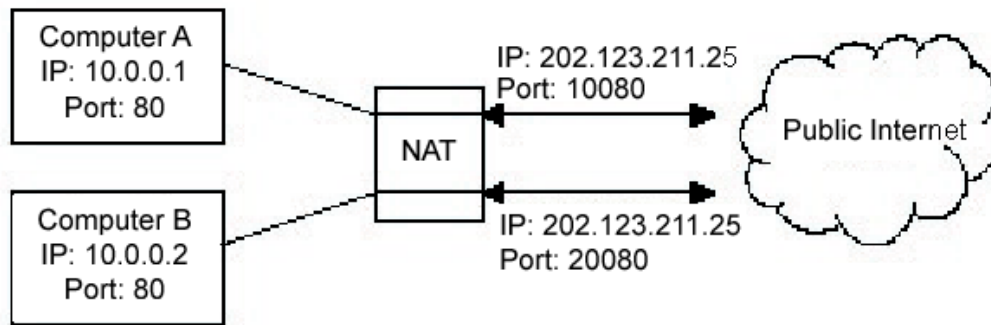 Computer A
IP: 10.0.0.1
Port: 80
IP: 202.123.211.25
Port: 10080
NAT
Public Internet
Computer B
IP: 10.0.0.2
Port: 80
IP: 202.123.211.25
Port: 20080